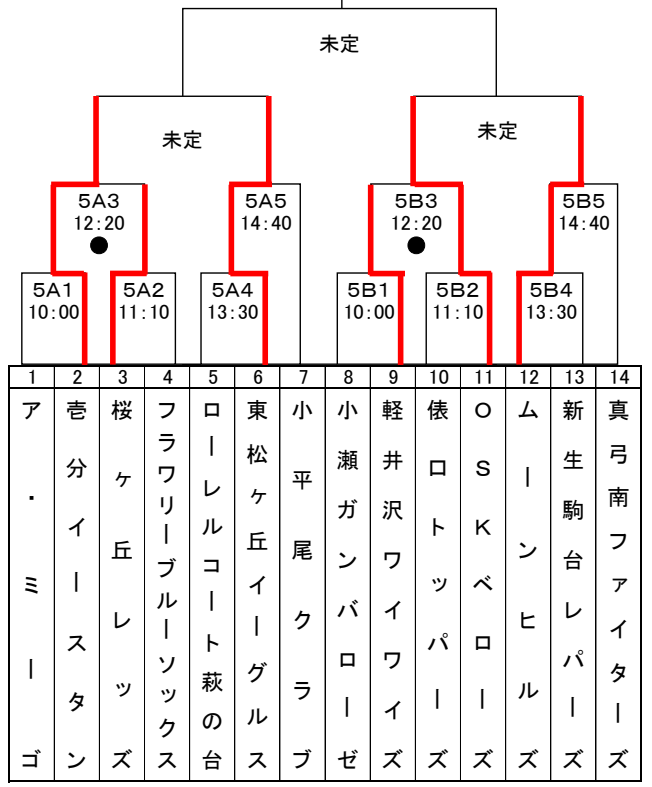 未定
未定
未定
5A3
12:20
●
5A5
14:40
5B3
12:20
●
5B5
14:40
5A1
10:00
5A2
11:10
5A4
13:30
5B1
10:00
5B2
11:10
5B4
13:30
1 2 3 4 5 6 7 8 9 10 11 12 13 14
ア・ミーゴ
壱分イースタン
桜ヶ丘レッズ
フラワリーブルーソックス
ローレルコート萩の台
東松ヶ丘イーグルス
小平尾クラブ
小瀬ガンバローゼ
軽井沢ワイワイズ
俵口トッパーズ
OSKベローズ
ムーンヒルズ
新生駒台レパーズ
真弓南ファイターズ